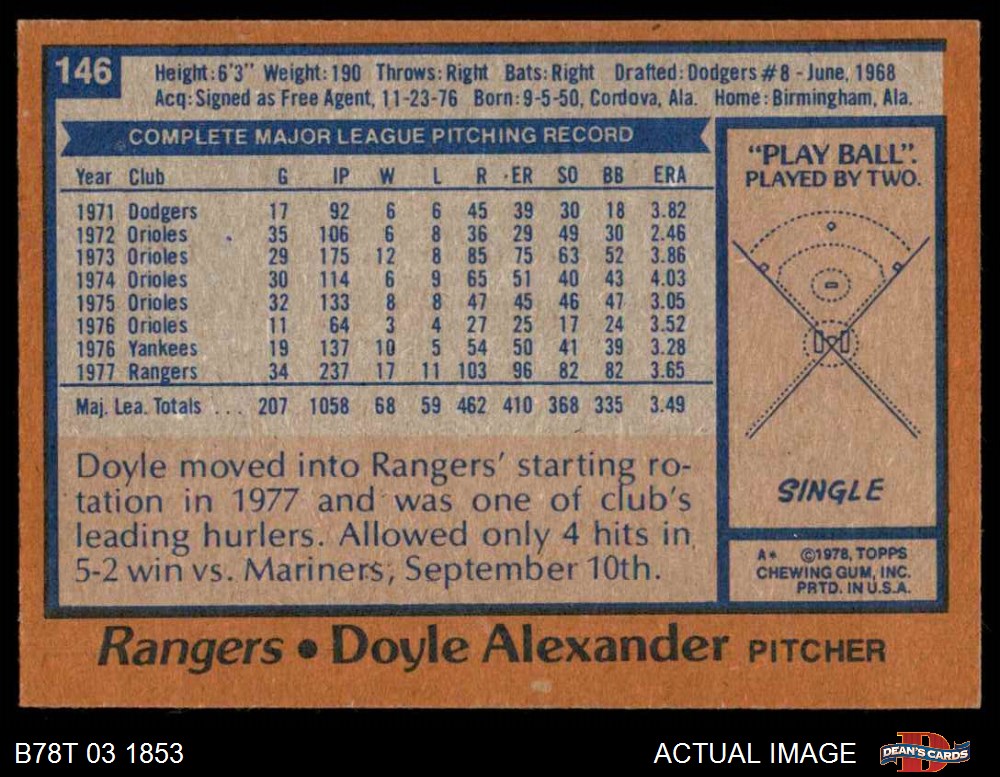 146
Height:6'3" Weight:190 Throws:Right Bats:Right Drafted:Dodgers #8 - June, 1968
Acq:Signed as Free Agent, 11-23-76 Born:9-5-50, Cordova, Ala. Home:Birmingham, Ala.
COMPLETE MAJOR LEAGUE PITCHING RECORD
Year Club G IP W L R ER SO BB ERA
1971 Dodgers 17 92 6 6 45 39 30 18 3.82
1972 Orioles 35 106 6 8 36 29 49 30 2.46
1973 Orioles 29 175 12 8 85 75 63 52 3.86
1974 Orioles 30 114 6 9 65 51 40 43 4.03
1975 Orioles 32 133 8 8 47 45 46 47 3.05
1976 Orioles 11 64 3 4 27 25 17 24 3.52
1976 Yankees 19 137 10 5 54 50 41 39 3.28
1977 Rangers 34 237 17 11 103 96 82 82 3.65
Maj. Lea. Totals ... 207 1058 68 59 462 410 368 335 3.49
Doyle moved into Rangers' starting ro-
tation in 1977 and was one of club's
leading hurlers. Allowed only 4 hits in
5-2 win vs. Mariners, September 10th.
"PLAY BALL".
PLAYED BY TWO.
SINGLE
A* ©1978, TOPPS
CHEWING GUM, INC.
PRTD. IN U.S.A.
Rangers • Doyle Alexander PITCHER
B78T 03 1853
ACTUAL IMAGE
DEAN'S CARDS